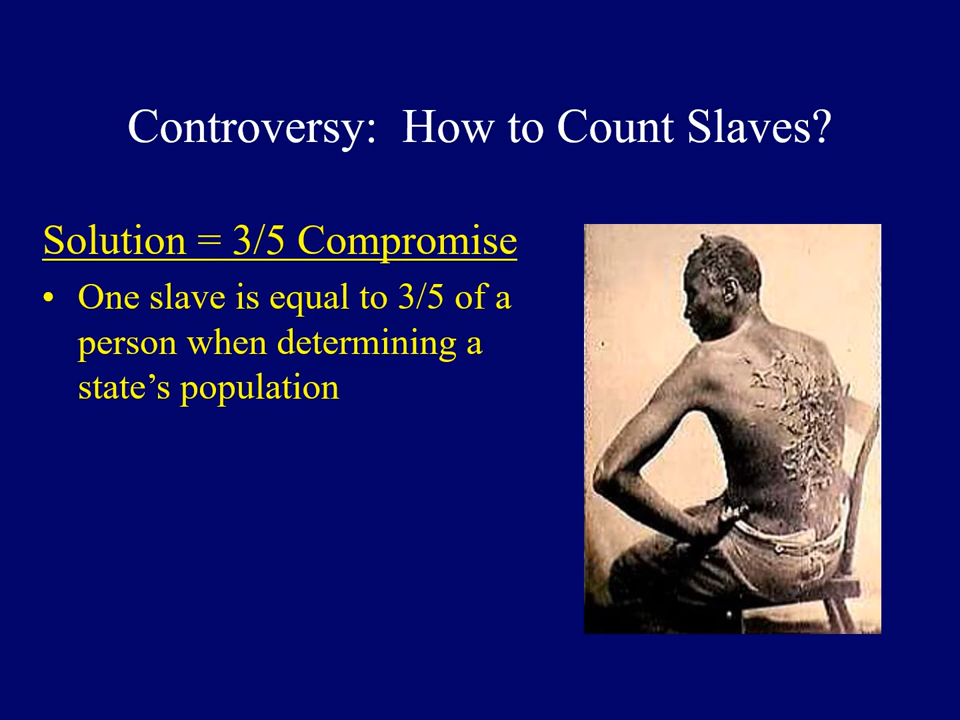 Controversy:  How to Count Slaves?
Solution = 3/5 Compromise
• One slave is equal to 3/5 of a
person when determining a
state’s population